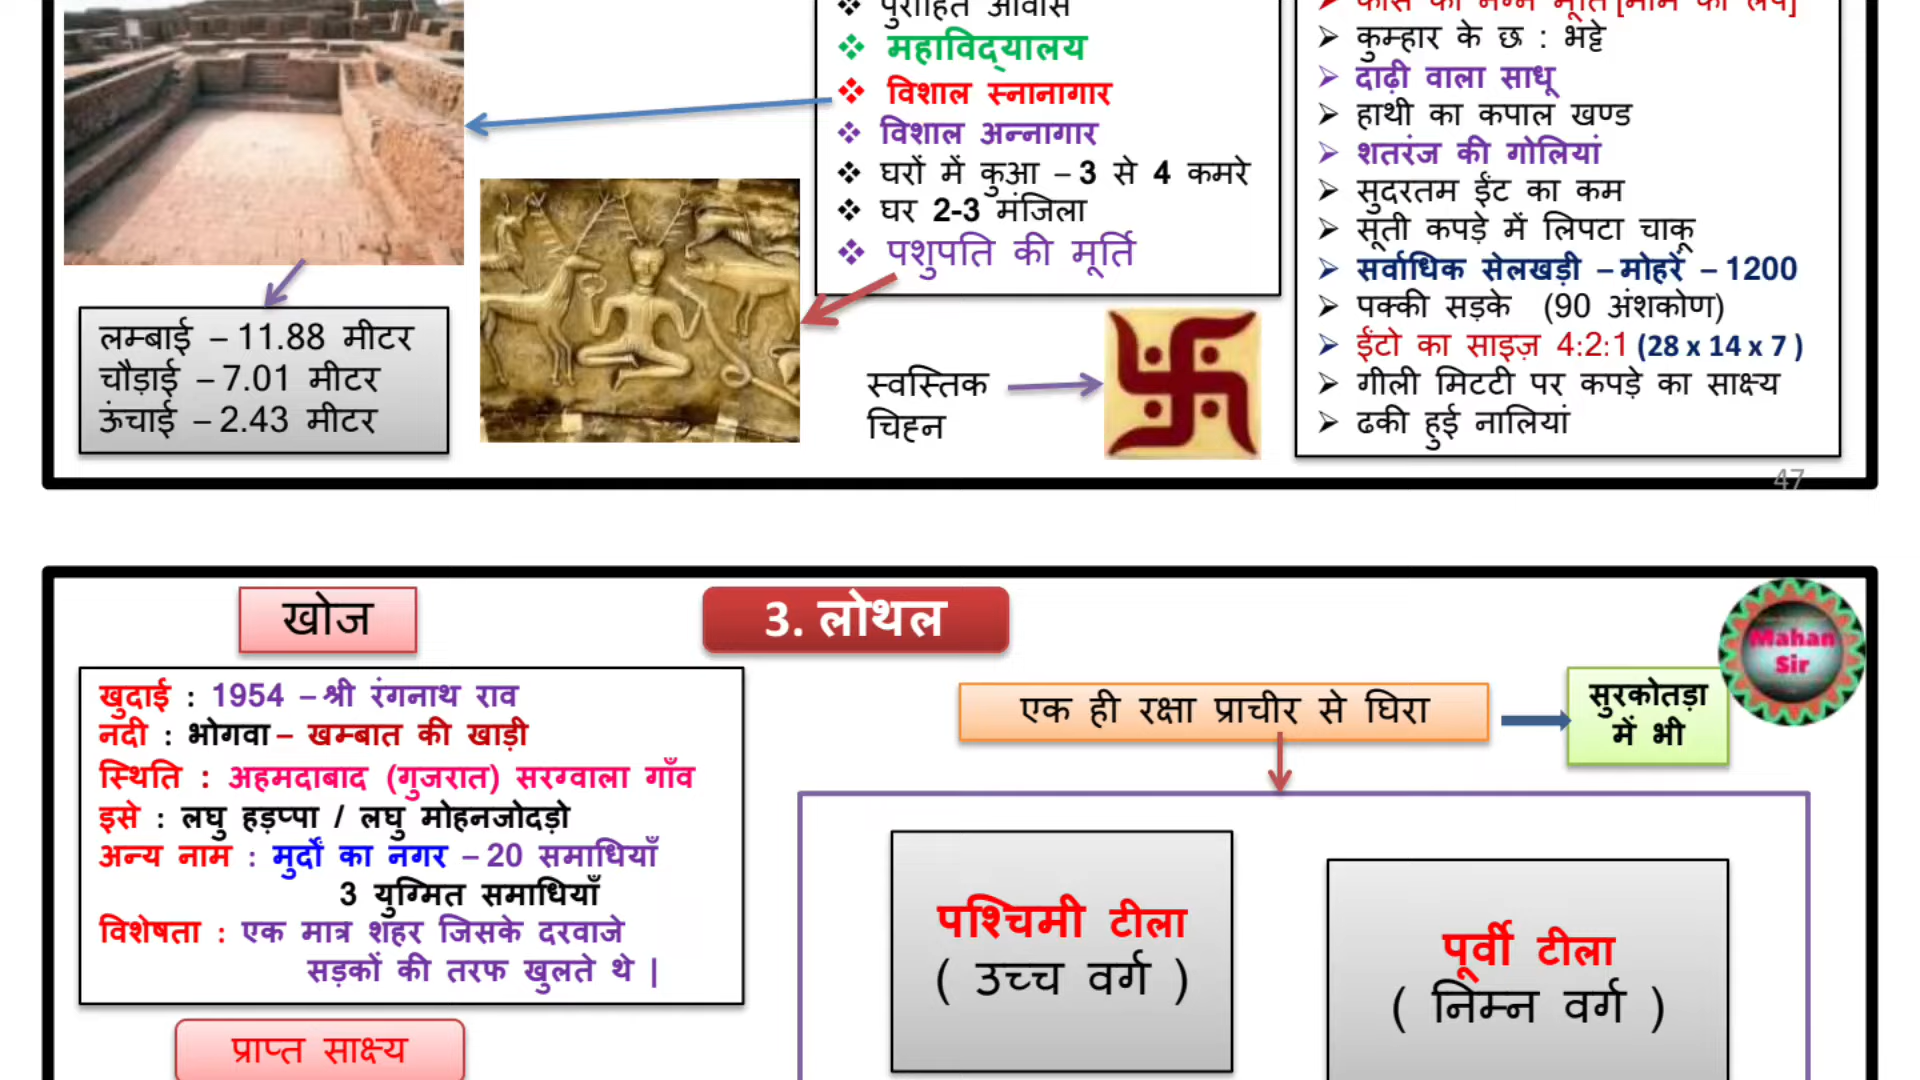 पुरोहित आवास
महाविद्यालय
विशाल स्नानागार
विशाल अन्नागार
घरों में कुआ – 3 से 4 कमरे
घर 2-3 मंजिला
पशुपति की मूर्ति
कुम्हार के छ : भट्टे
दाढ़ी वाला साधू
हाथी का कपाल खण्ड
शतरंज की गोलियां
सुदरतम ईंट का कम
सूती कपड़े में लिपटा चाकू
सर्वाधिक सेलखड़ी – मोहरें – 1200
पक्की सड़के (90 अंशकोण)
ईंटो का साइज़ 4:2:1 (28 x 14 x 7 )
गीली मिटटी पर कपड़े का साक्ष्य
ढकी हुई नालियां
लम्बाई – 11.88 मीटर
चौड़ाई – 7.01 मीटर
ऊंचाई – 2.43 मीटर
स्वस्तिक
चिह्न
47
खोज
3. लोथल
Mahan
Sir
खुदाई : 1954 – श्री रंगनाथ राव
नदी : भोगवा – खम्बात की खाड़ी
स्थिति : अहमदाबाद (गुजरात) सरग्वाला गाँव
इसे : लघु हड़प्पा / लघु मोहनजोदड़ो
अन्य नाम : मुर्दों का नगर – 20 समाधियाँ
3 युग्मित समाधियाँ
विशेषता : एक मात्र शहर जिसके दरवाजे
सड़कों की तरफ खुलते थे |
प्राप्त साक्ष्य
एक ही रक्षा प्राचीर से घिरा
सुरकोतड़ा
में भी
पश्चिमी टीला
( उच्च वर्ग )
पूर्वी टीला
( निम्न वर्ग )